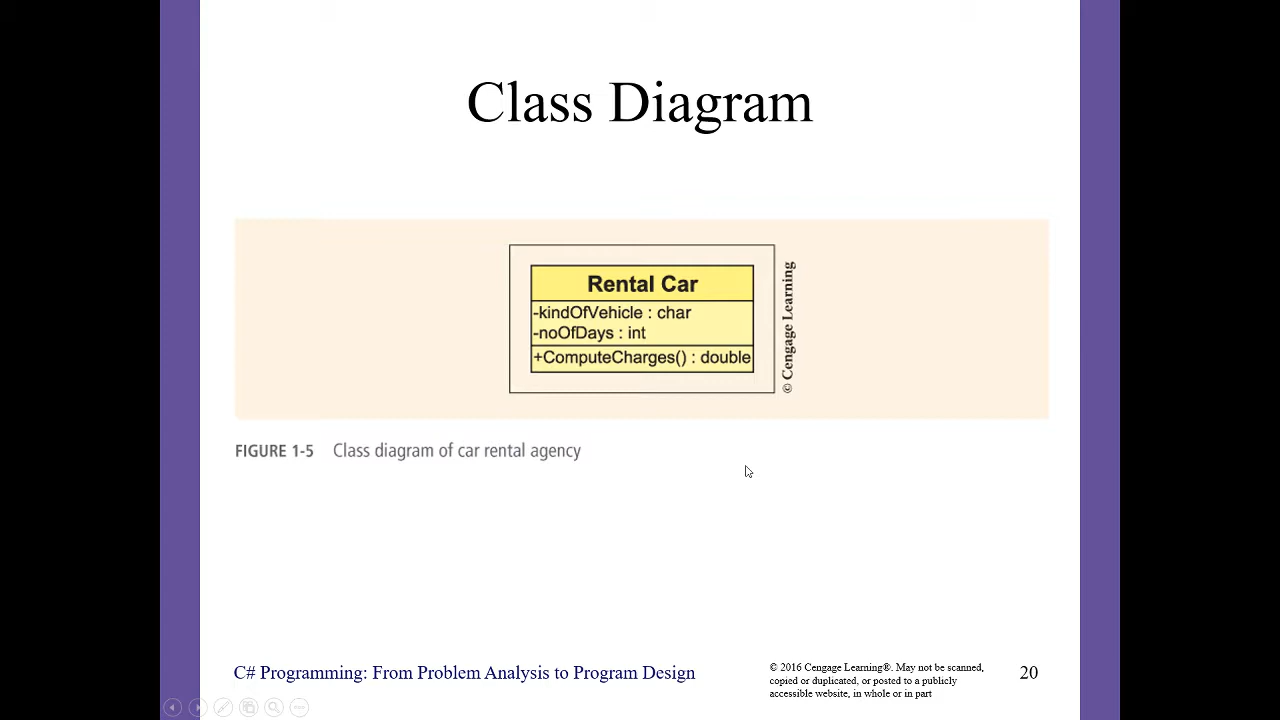 Class Diagram
Rental Car
-kindOfVehicle : char
-noOfDays : int
+ComputeCharges() : double
© Cengage Learning
FIGURE 1-5 Class diagram of car rental agency
C# Programming: From Problem Analysis to Program Design
© 2016 Cengage Learning®. May not be scanned,
copied or duplicated, or posted to a publicly
accessible website, in whole or in part
20